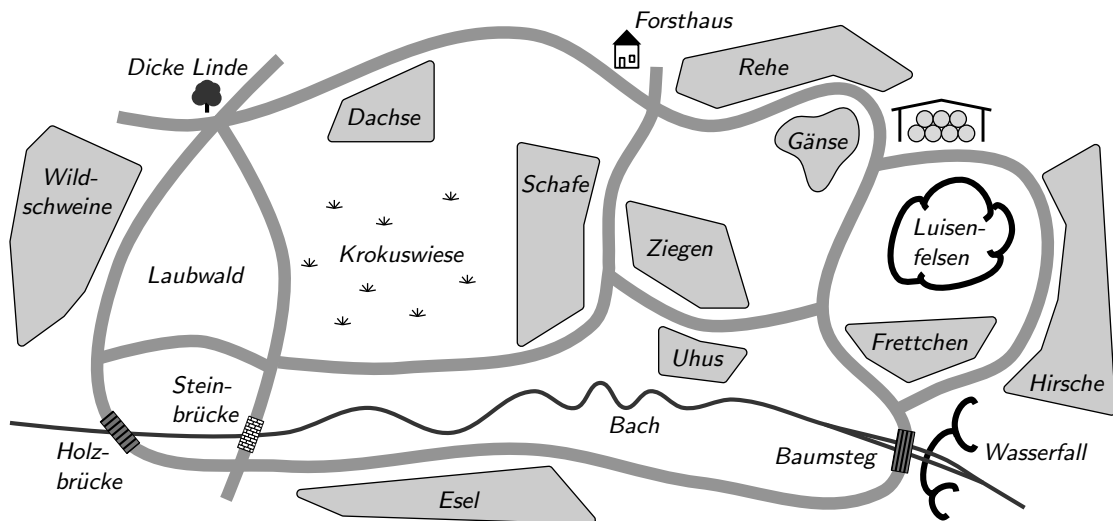 Forsthaus
Dicke Linde
Rehe
Dachse
Gänse
Wild-
schweine
Schafe
Luisen-
felsen
Ziegen
Krokuswiese
Laubwald
Frettchen
Uhus
Hirsche
Stein-
brücke
Bach
Holz-
brücke
Baumsteg
Wasserfall
Esel